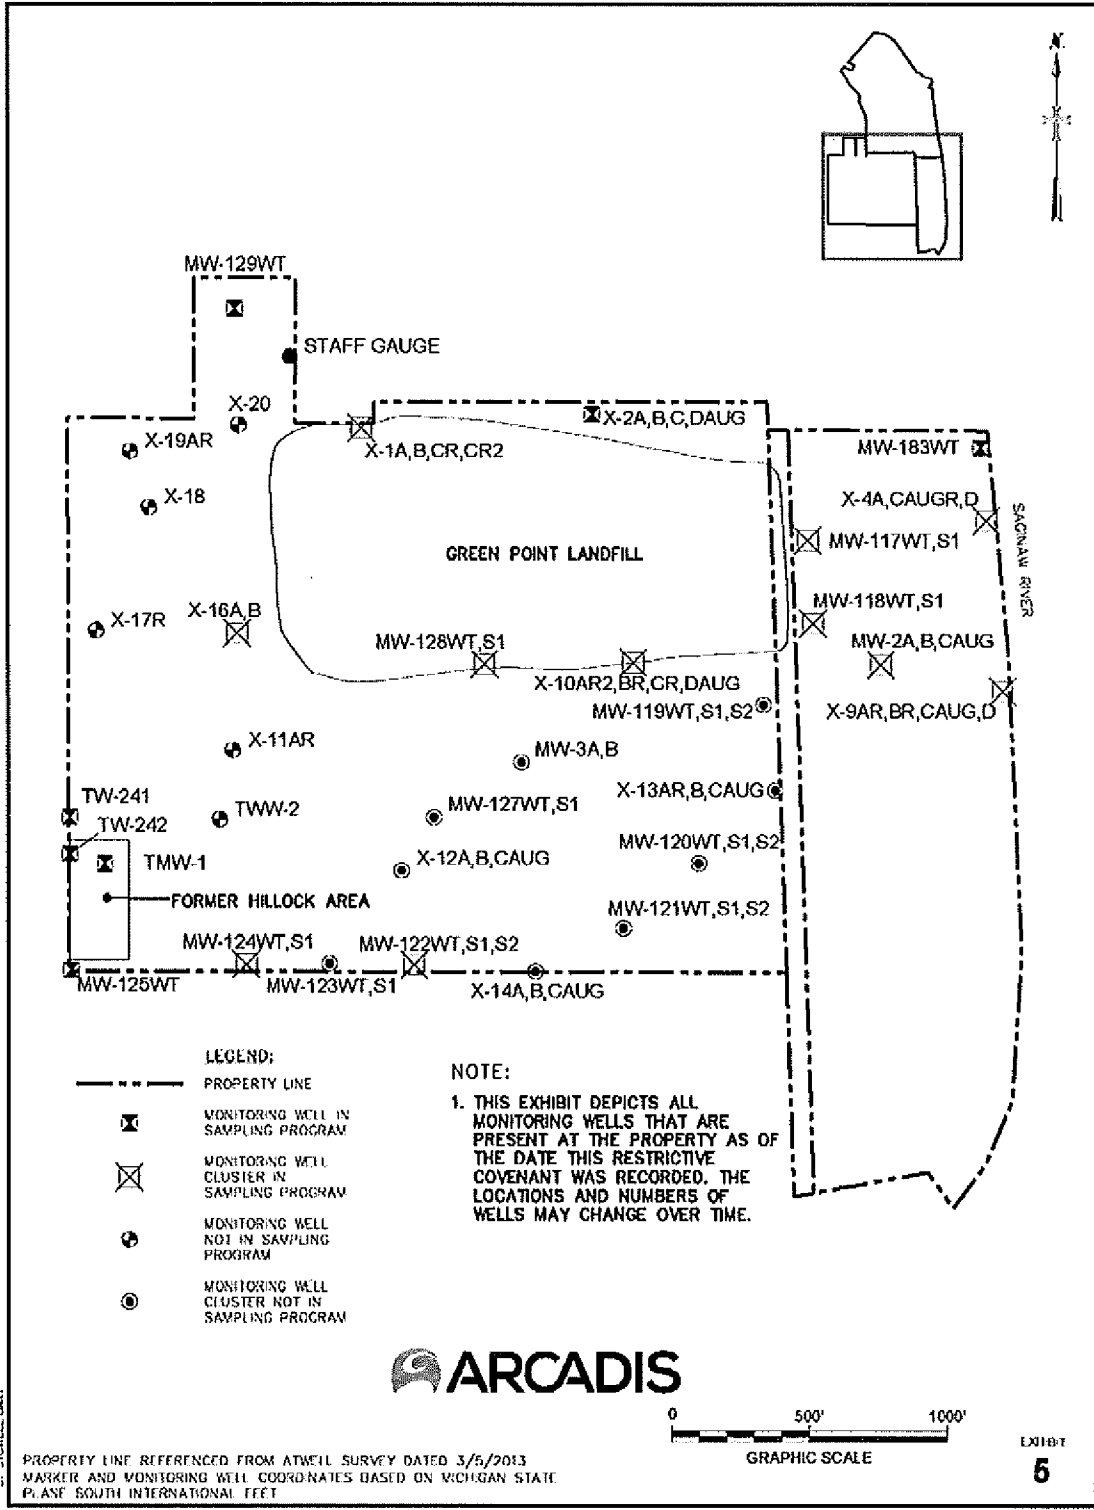 N
MW-129WT
STAFF GAUGE
X-20
X-19AR
X-18
X-1A,B,CR,CR2
X-2A,B,C,DAUG
MW-183WT
X-4A,CAUGR,D
MW-117WT,S1
SAGINAW RIVER
GREEN POINT LANDFILL
X-17R
X-16A,B
MW-118WT,S1
MW-128WT,S1
MW-2A,B,CAUG
X-10AR2,BR,CR,DAUG
MW-119WT,S1,S2
X-9AR,BR,CAUG,D
X-11AR
MW-3A,B
X-13AR,B,CAUG
TW-241
TWW-2
MW-127WT,S1
TW-242
MW-120WT,S1,S2
TMW-1
X-12A,B,CAUG
FORMER HILLOCK AREA
MW-121WT,S1,S2
MW-124WT,S1
MW-122WT,S1,S2
MW-125WT
MW-123WT,S1
X-14A,B,CAUG
LEGEND:
PROPERTY LINE
MONITORING WELL IN
SAMPLING PROGRAM
MONITORING WELL
CLUSTER IN
SAMPLING PROGRAM
MONITORING WELL
NOT IN SAMPLING
PROGRAM
MONITORING WELL
CLUSTER NOT IN
SAMPLING PROGRAM
NOTE:
1. THIS EXHIBIT DEPICTS ALL
MONITORING WELLS THAT ARE
PRESENT AT THE PROPERTY AS OF
THE DATE THIS RESTRICTIVE
COVENANT WAS RECORDED. THE
LOCATIONS AND NUMBERS OF
WELLS MAY CHANGE OVER TIME.
ARCADIS
0 500' 1000'
GRAPHIC SCALE
PROPERTY LINE REFERENCED FROM ATWELL SURVEY DATED 3/5/2013
MARKER AND MONITORING WELL COORDINATES BASED ON MICHIGAN STATE
PLANE SOUTH INTERNATIONAL FEET
EXHIBIT
5